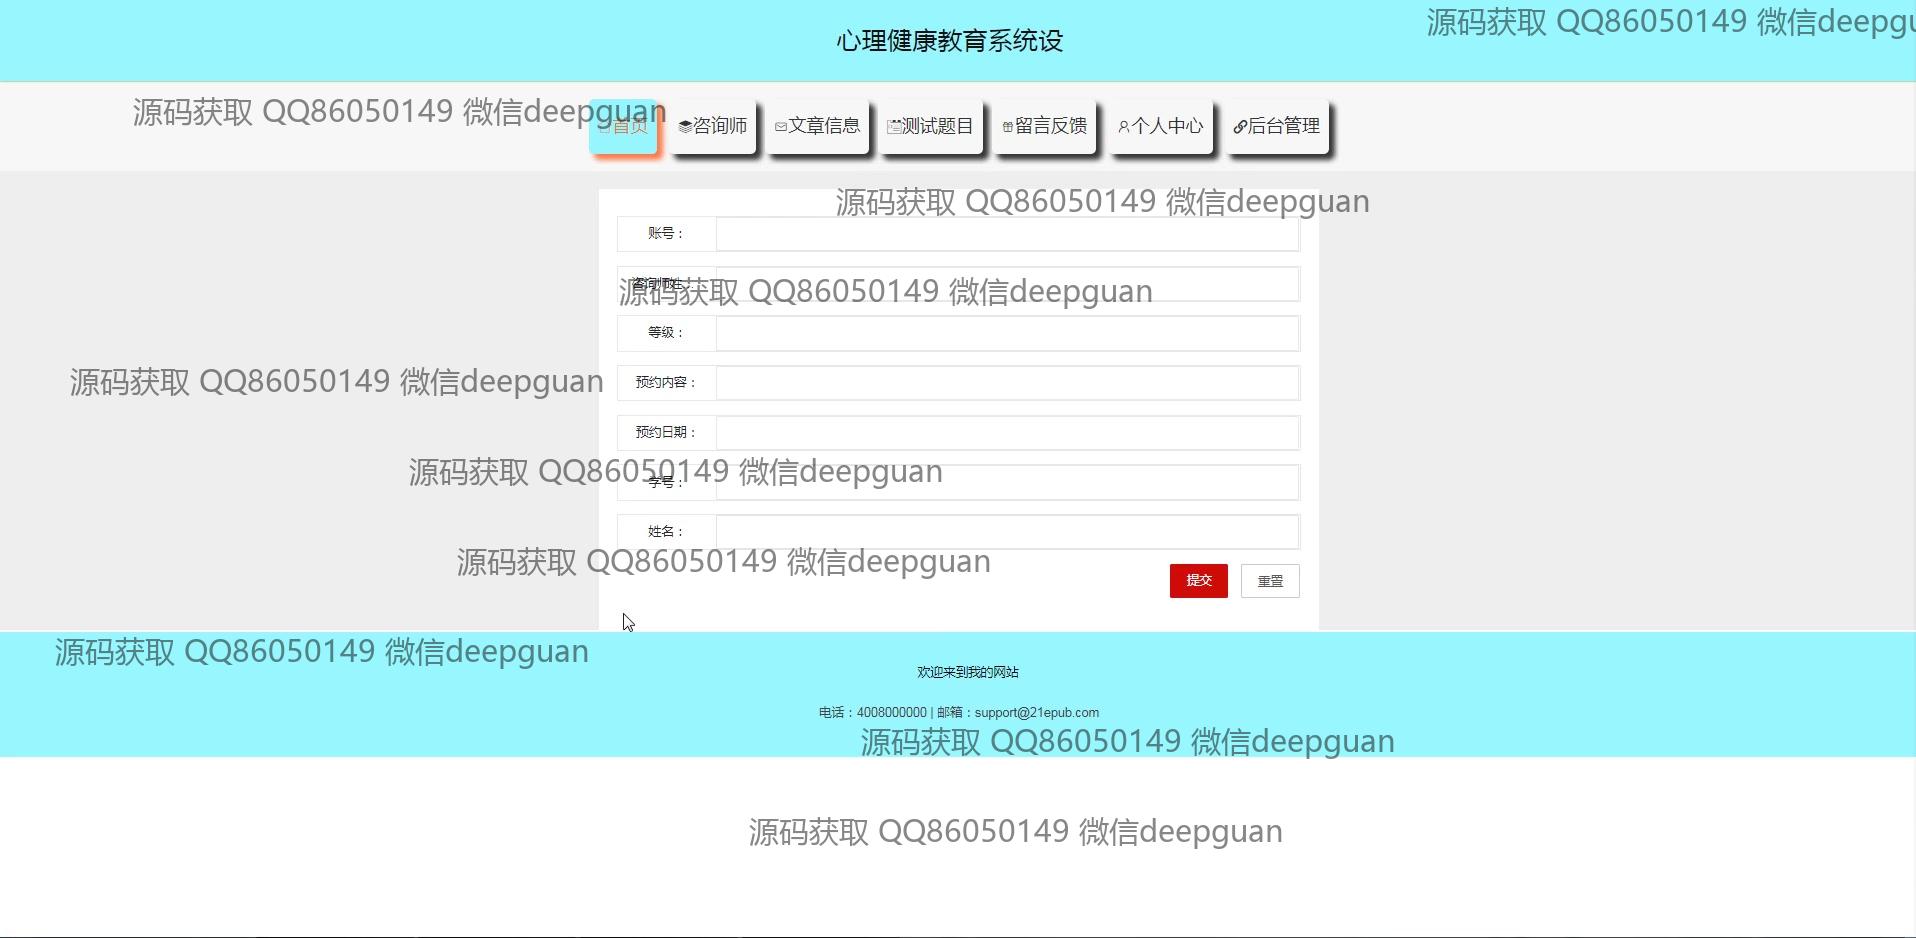 心理健康教育系统设
源码获取 QQ86050149 微信deepgu
源码获取 QQ86050149 微信deepguan
首页
咨询师
文章信息
测试题目
留言反馈
个人中心
后台管理
源码获取 QQ86050149 微信deepguan
账号：
咨询师姓
源码获取 QQ86050149 微信deepguan
等级：
预约内容：
源码获取 QQ86050149 微信deepguan
预约日期：
源码获取 QQ86050149 微信deepguan
学号：
姓名：
源码获取 QQ86050149 微信deepguan
提交
重置
源码获取 QQ86050149 微信deepguan
欢迎来到我的网站
电话：4008000000 | 邮箱：support@21epub.com
源码获取 QQ86050149 微信deepguan
源码获取 QQ86050149 微信deepguan